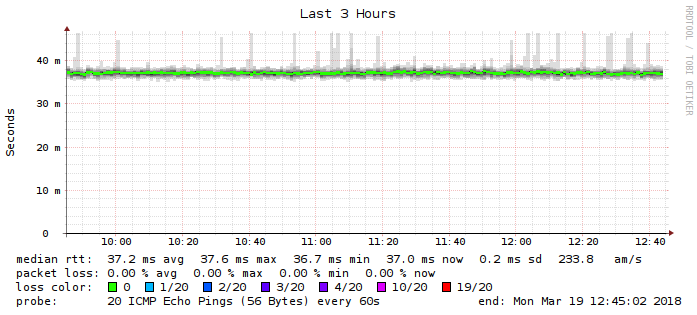 Last 3 Hours
RRDTOOL / TOBI OETIKER
Seconds
40 m
30 m
20 m
10 m
0
10:00 10:20 10:40 11:00 11:20 11:40 12:00 12:20 12:40
median rtt: 37.2 ms avg 37.6 ms max 36.7 ms min 37.0 ms now 0.2 ms sd 233.8 am/s
packet loss: 0.00 % avg 0.00 % max 0.00 % min 0.00 % now
loss color: 0 1/20 2/20 3/20 4/20 10/20 19/20
probe: 20 ICMP Echo Pings (56 Bytes) every 60s end: Mon Mar 19 12:45:02 2018